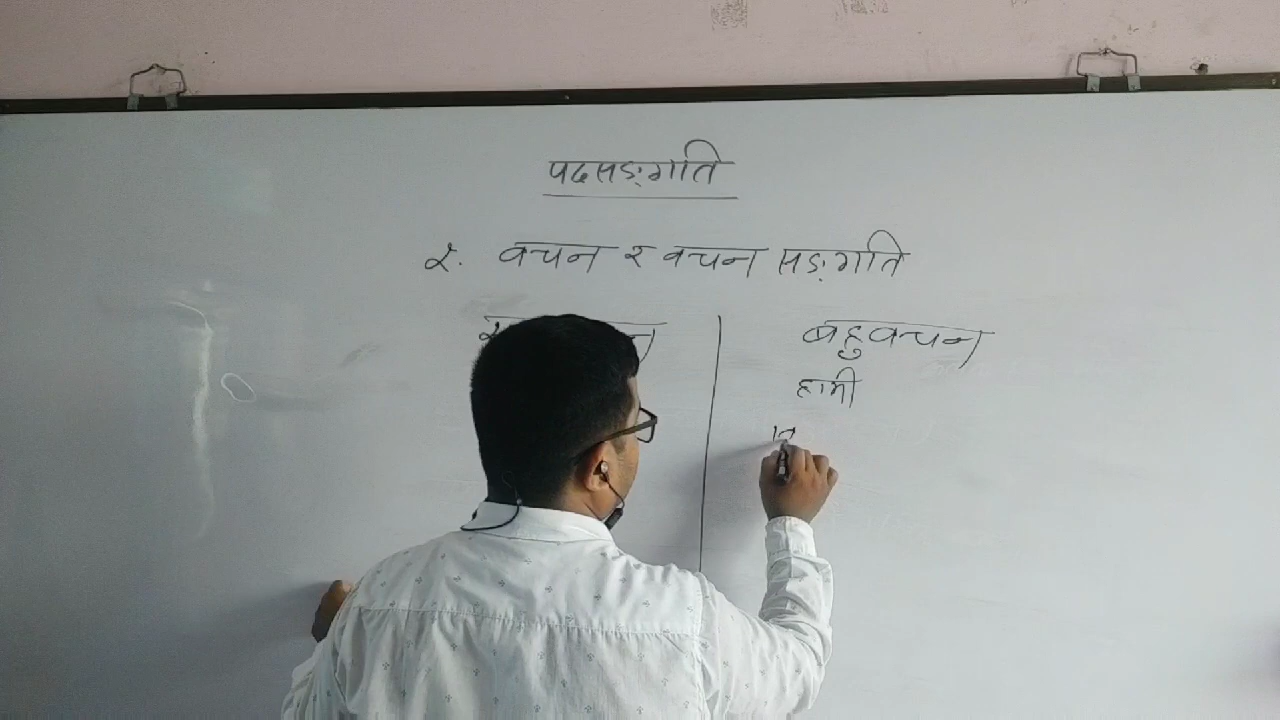 पदसङ्गति
२. वचन र वचन सङ्गति
बहुवचन
हामी